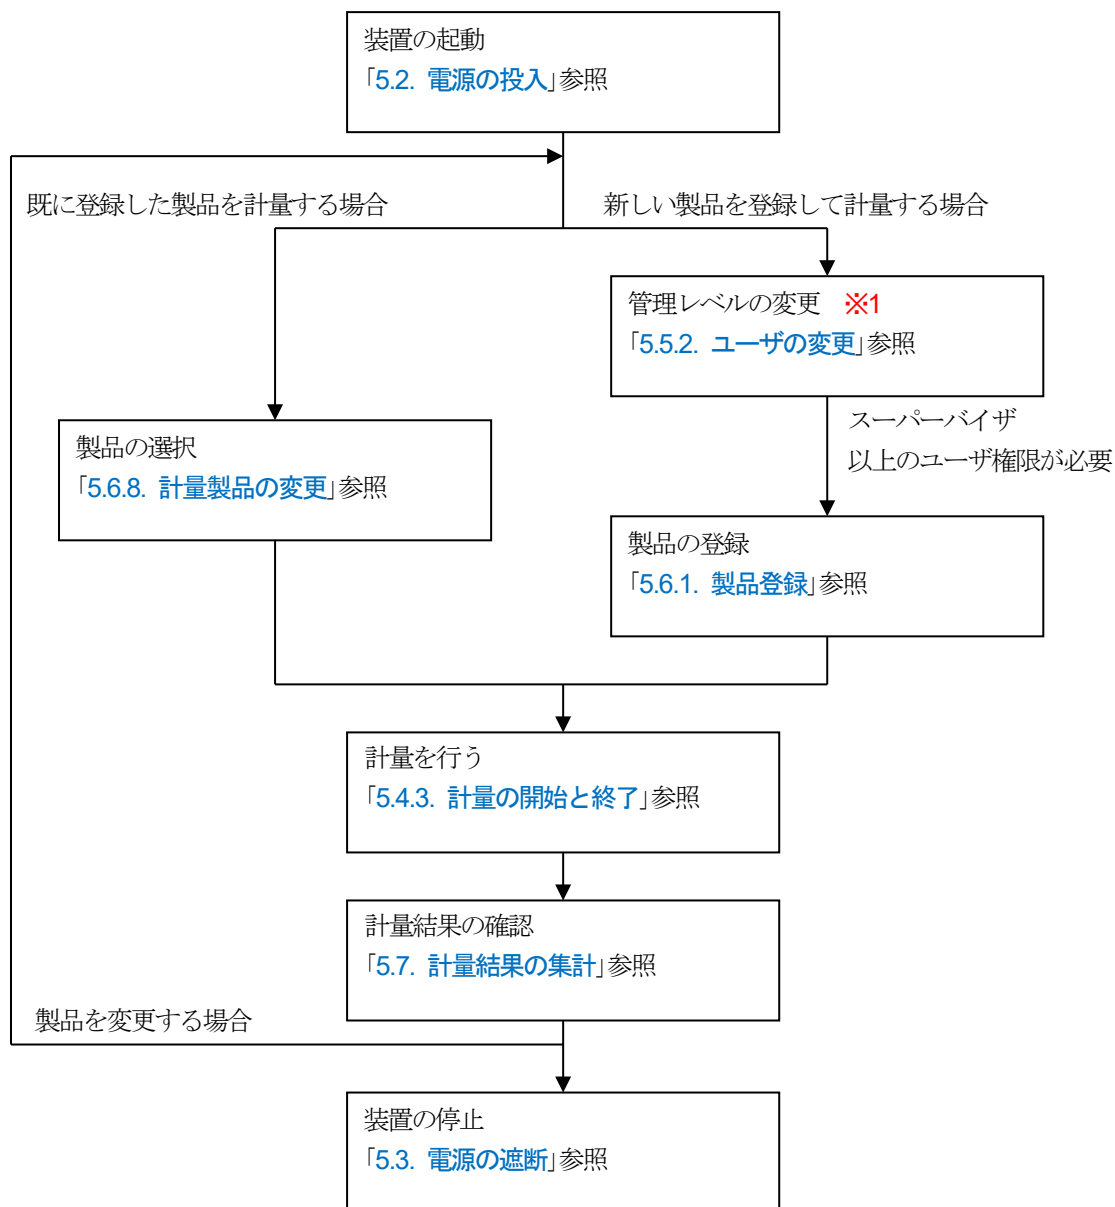 装置の起動
「5.2. 電源の投入」参照
既に登録した製品を計量する場合
新しい製品を登録して計量する場合
管理レベルの変更 ※1
「5.5.2. ユーザの変更」参照
スーパーバイザ
以上のユーザ権限が必要
製品の選択
「5.6.8. 計量製品の変更」参照
製品の登録
「5.6.1. 製品登録」参照
計量を行う
「5.4.3. 計量の開始と終了」参照
計量結果の確認
「5.7. 計量結果の集計」参照
製品を変更する場合
装置の停止
「5.3. 電源の遮断」参照